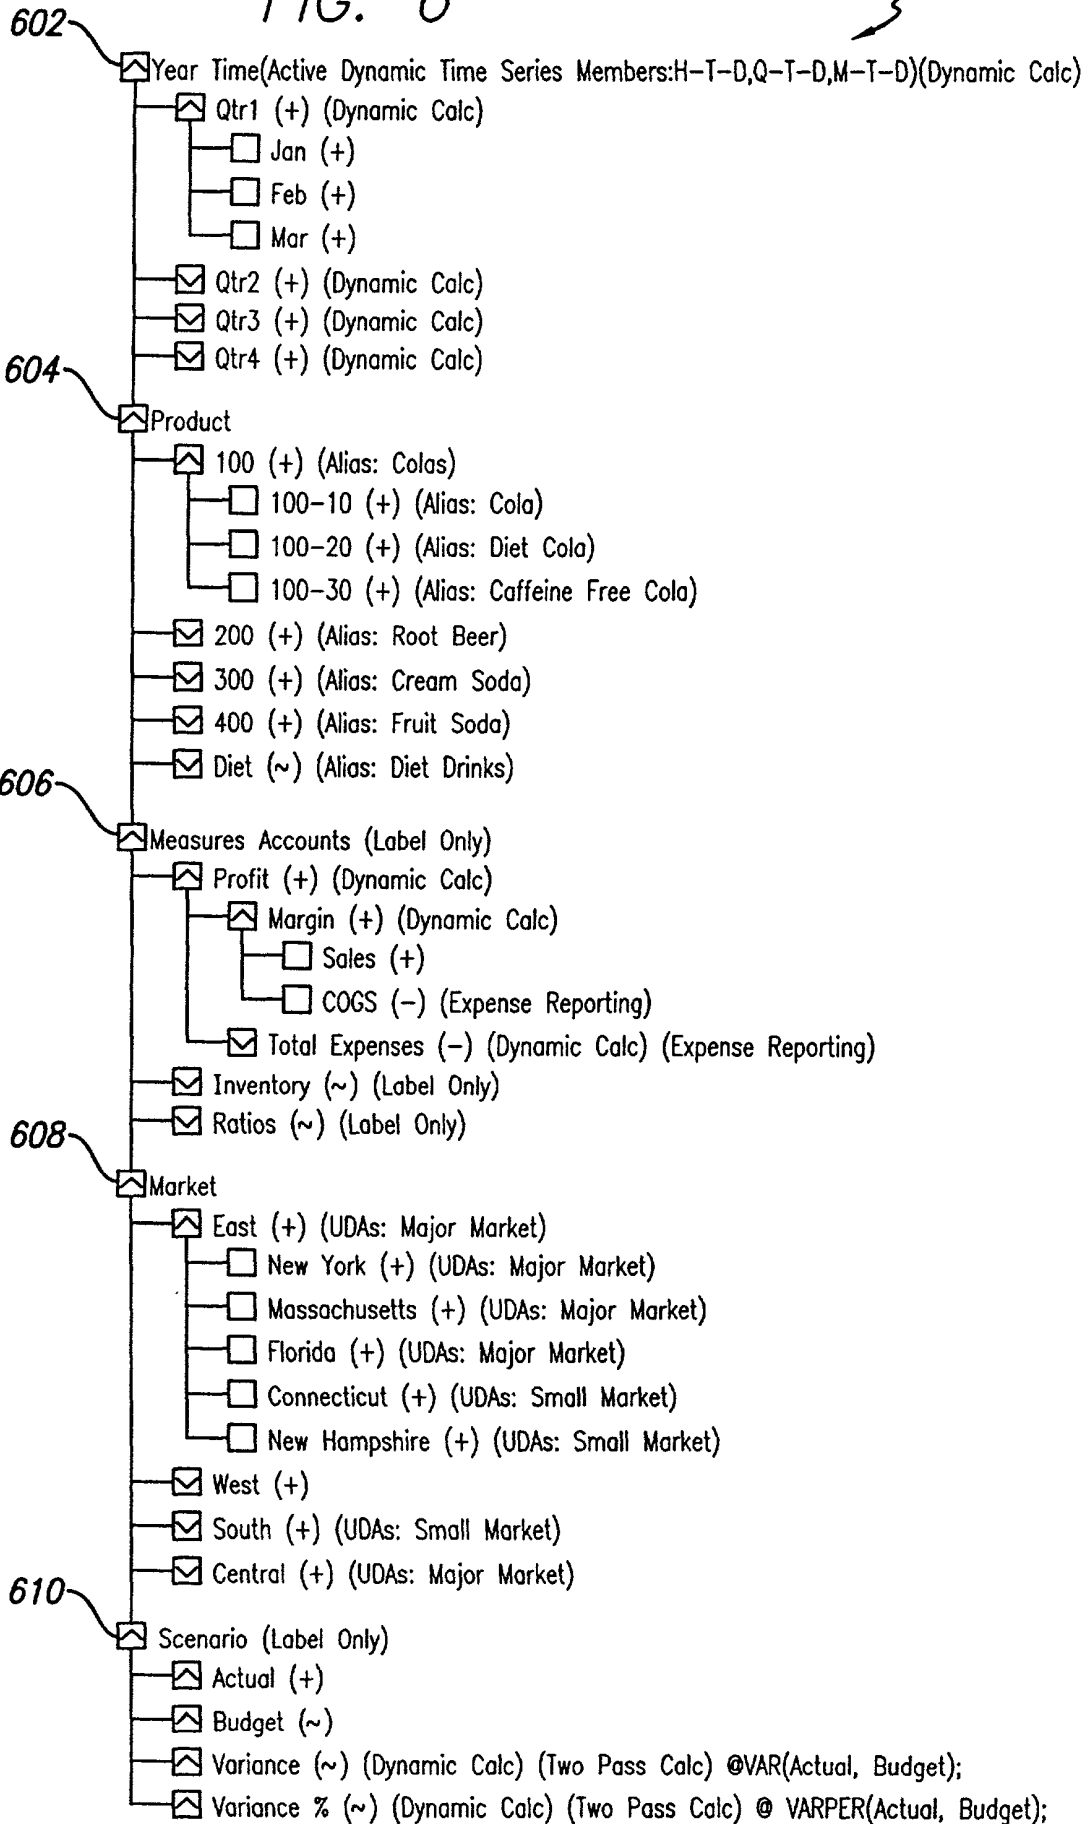 FIG. 6
602
Year Time(Active Dynamic Time Series Members:H-T-D,Q-T-D,M-T-D)(Dynamic Calc)
Qtr1 (+) (Dynamic Calc)
Jan (+)
Feb (+)
Mar (+)
Qtr2 (+) (Dynamic Calc)
Qtr3 (+) (Dynamic Calc)
Qtr4 (+) (Dynamic Calc)
604
Product
100 (+) (Alias: Colas)
100-10 (+) (Alias: Cola)
100-20 (+) (Alias: Diet Cola)
100-30 (+) (Alias: Caffeine Free Cola)
200 (+) (Alias: Root Beer)
300 (+) (Alias: Cream Soda)
400 (+) (Alias: Fruit Soda)
Diet (~) (Alias: Diet Drinks)
606
Measures Accounts (Label Only)
Profit (+) (Dynamic Calc)
Margin (+) (Dynamic Calc)
Sales (+)
COGS (-) (Expense Reporting)
Total Expenses (-) (Dynamic Calc) (Expense Reporting)
Inventory (~) (Label Only)
Ratios (~) (Label Only)
608
Market
East (+) (UDAs: Major Market)
New York (+) (UDAs: Major Market)
Massachusetts (+) (UDAs: Major Market)
Florida (+) (UDAs: Major Market)
Connecticut (+) (UDAs: Small Market)
New Hampshire (+) (UDAs: Small Market)
West (+)
South (+) (UDAs: Small Market)
Central (+) (UDAs: Major Market)
610
Scenario (Label Only)
Actual (+)
Budget (~)
Variance (~) (Dynamic Calc) (Two Pass Calc) @VAR(Actual, Budget);
Variance % (~) (Dynamic Calc) (Two Pass Calc) @ VARPER(Actual, Budget);